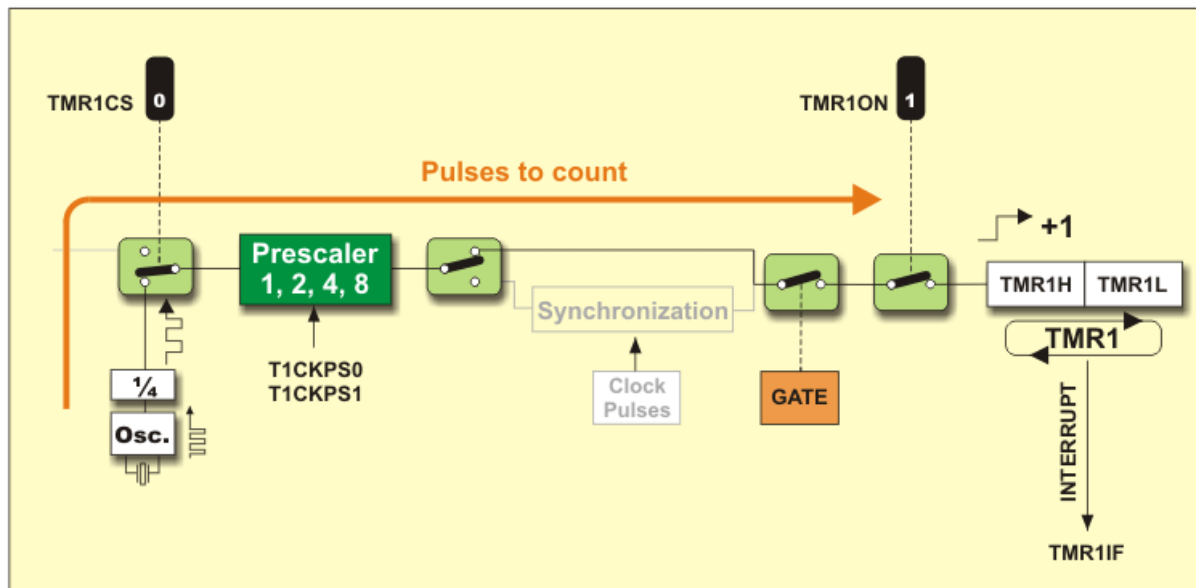 TMR1CS
0
TMR1ON
1
Pulses to count
Prescaler
1, 2, 4, 8
+1
TMR1H
TMR1L
Synchronization
TMR1
T1CKPS0
T1CKPS1
¼
Clock
Pulses
GATE
Osc.
INTERRUPT
TMR1IF